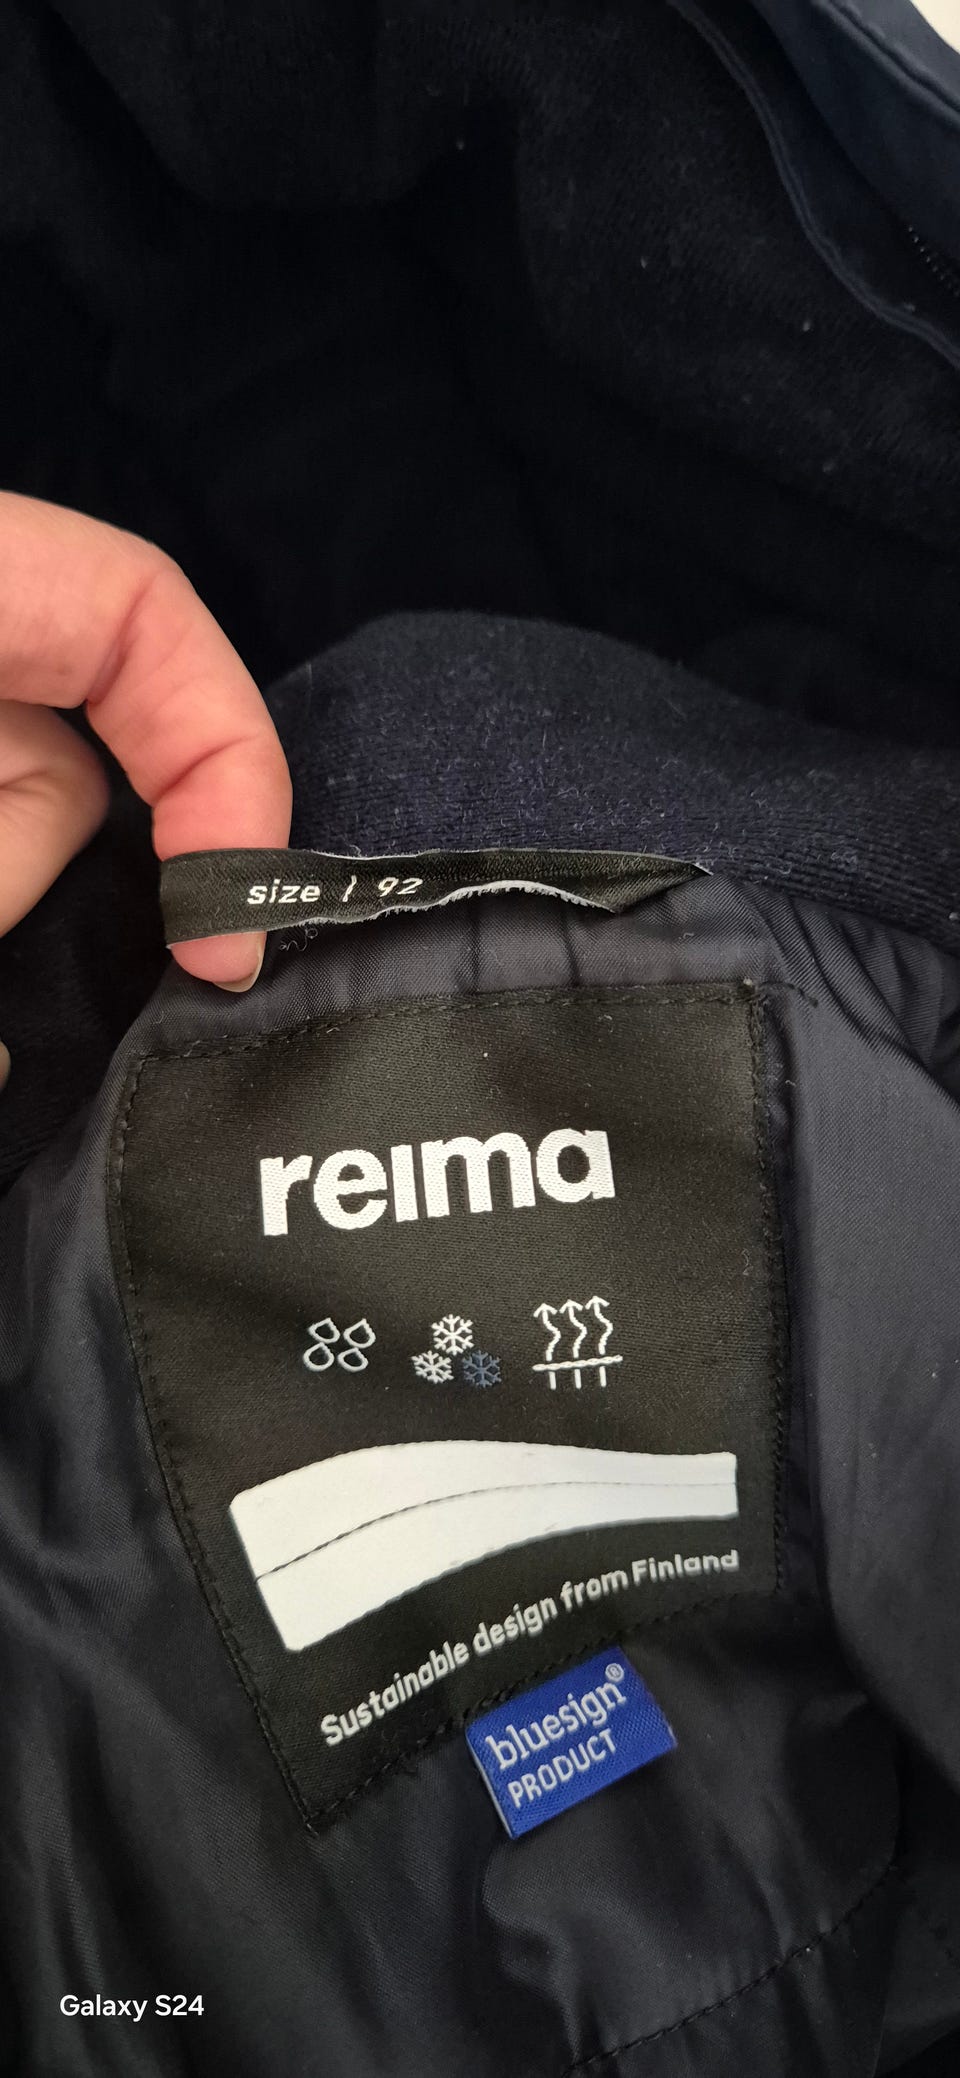 size / 92
reima
Sustainable design from Finland
bluesign®
PRODUCT
Galaxy S24